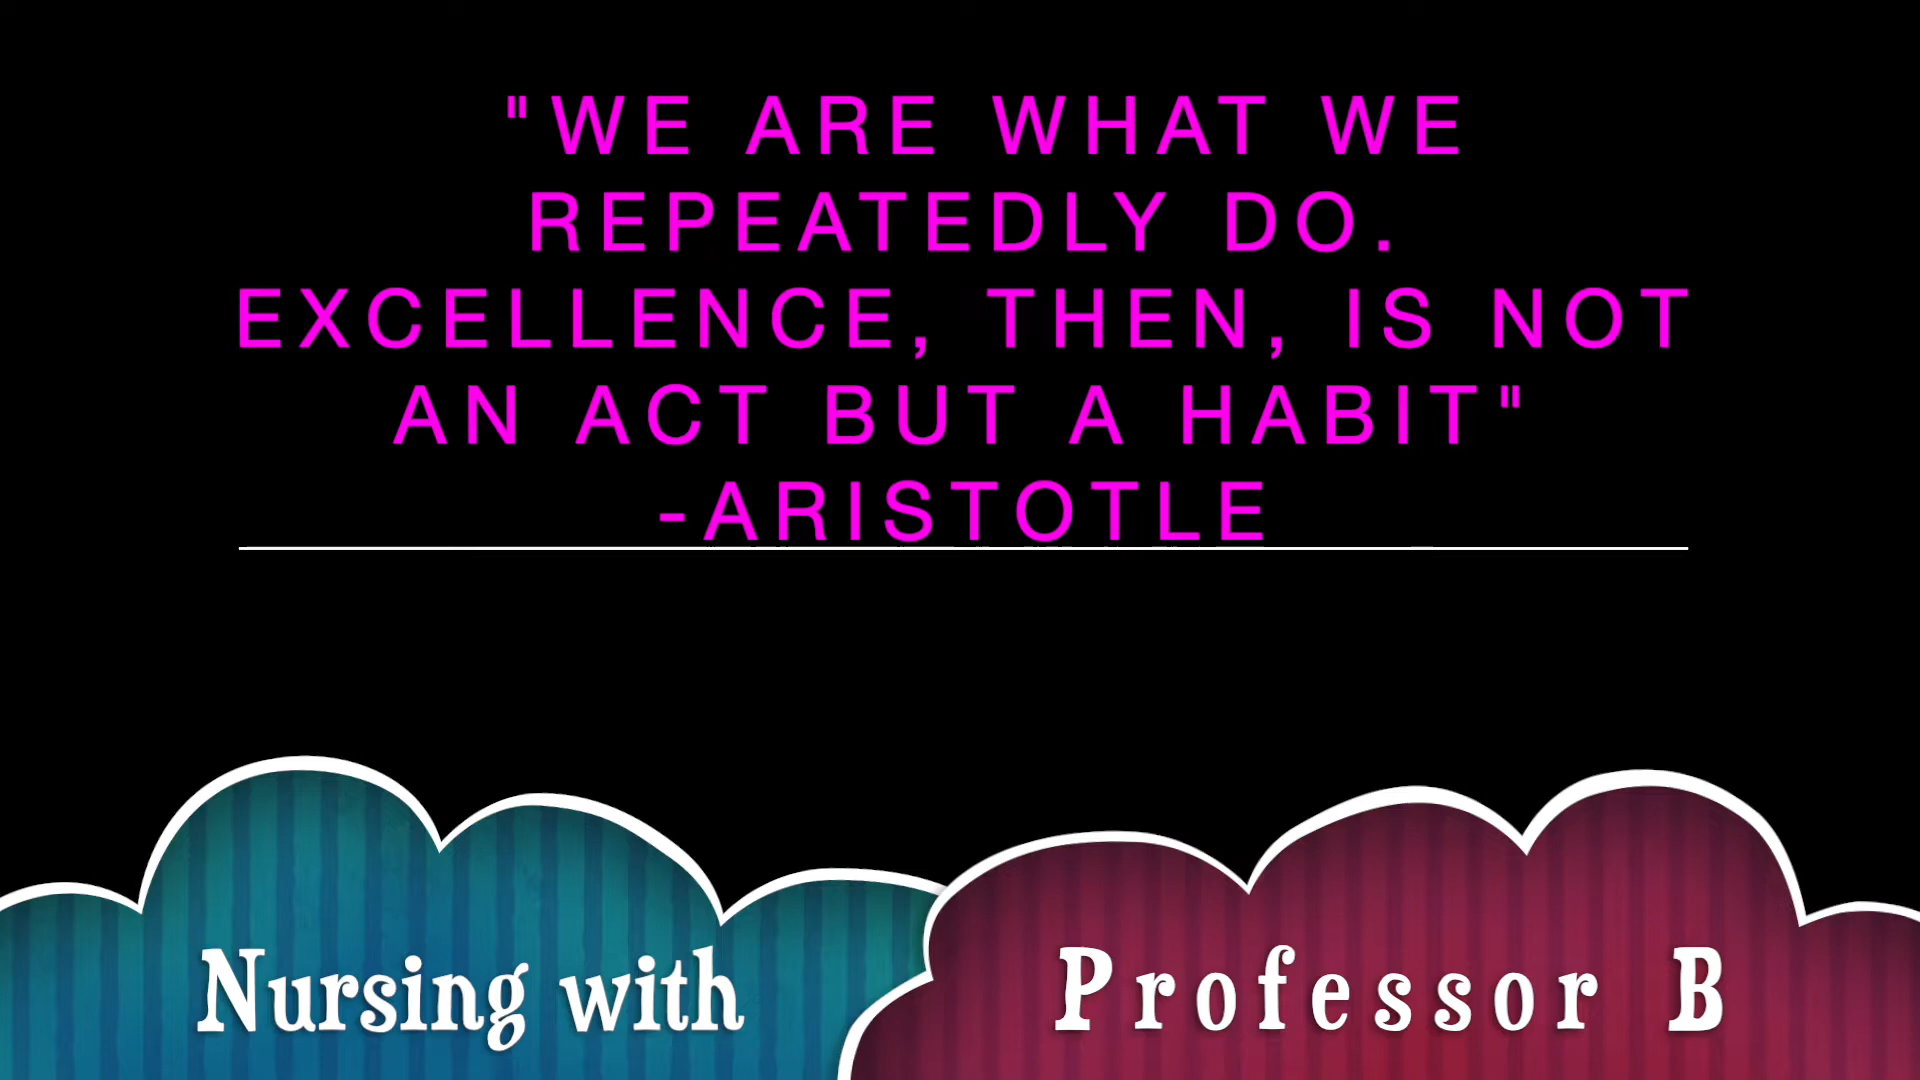 "WE ARE WHAT WE
REPEATEDLY DO.
EXCELLENCE, THEN, IS NOT
AN ACT BUT A HABIT"
-ARISTOTLE
Nursing with
Professor B